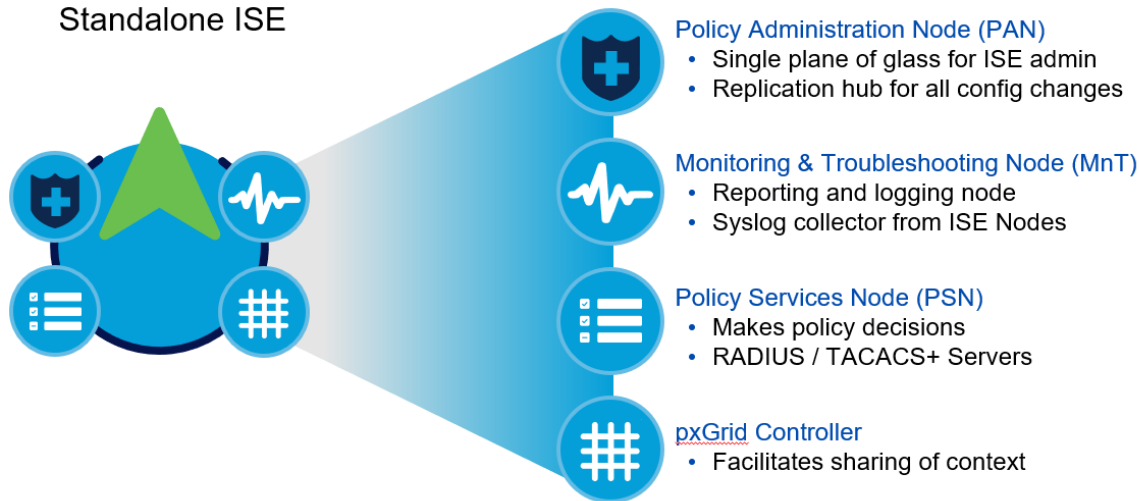 Standalone ISE
Policy Administration Node (PAN)
• Single plane of glass for ISE admin
• Replication hub for all config changes
Monitoring & Troubleshooting Node (MnT)
• Reporting and logging node
• Syslog collector from ISE Nodes
Policy Services Node (PSN)
• Makes policy decisions
• RADIUS / TACACS+ Servers
pxGrid Controller
• Facilitates sharing of context